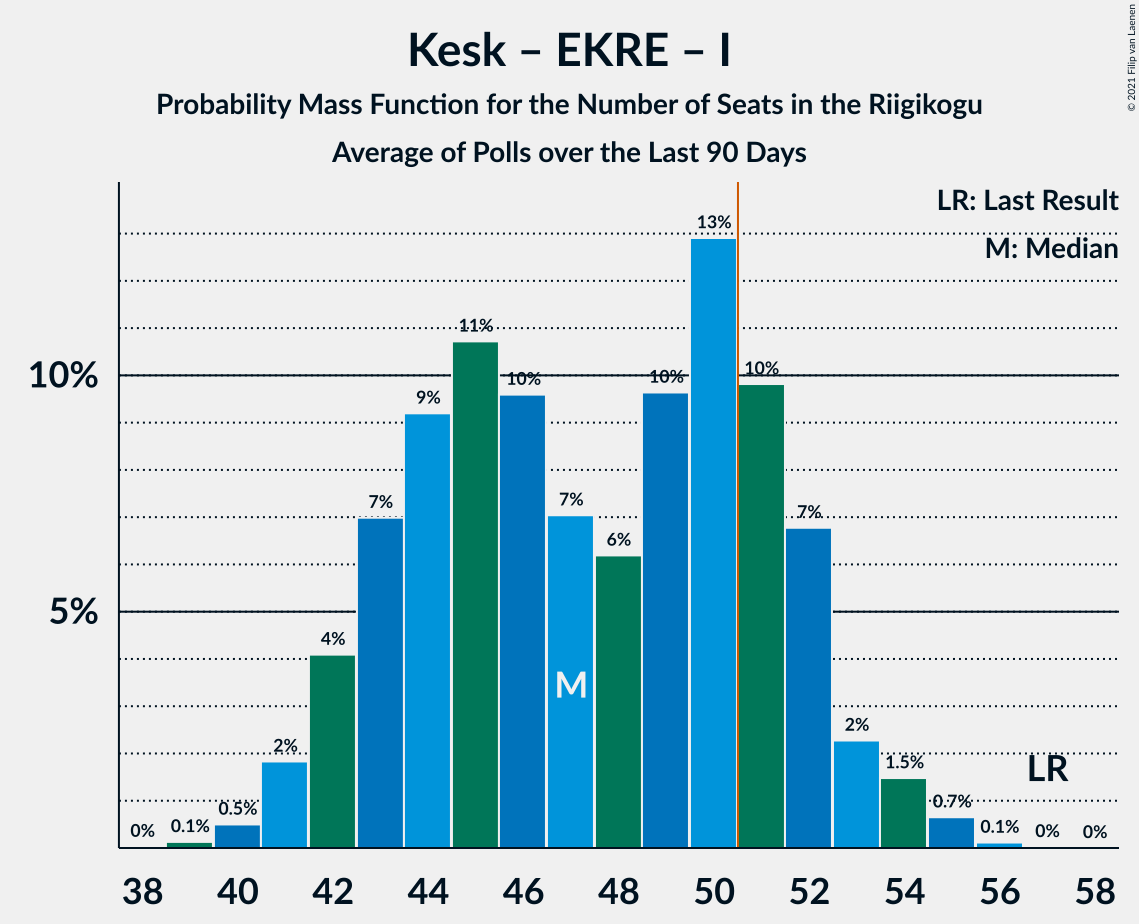 Kesk – EKRE – I
Probability Mass Function for the Number of Seats in the Riigikogu
Average of Polls over the Last 90 Days
© 2021 Filip van Laenen
LR: Last Result
M: Median
10%
5%
0%
0.1%
0.5%
2%
4%
7%
9%
11%
10%
7%
6%
10%
13%
10%
7%
2%
1.5%
0.7%
0.1%
0%
0%
M
LR
38 40 42 44 46 48 50 52 54 56 58